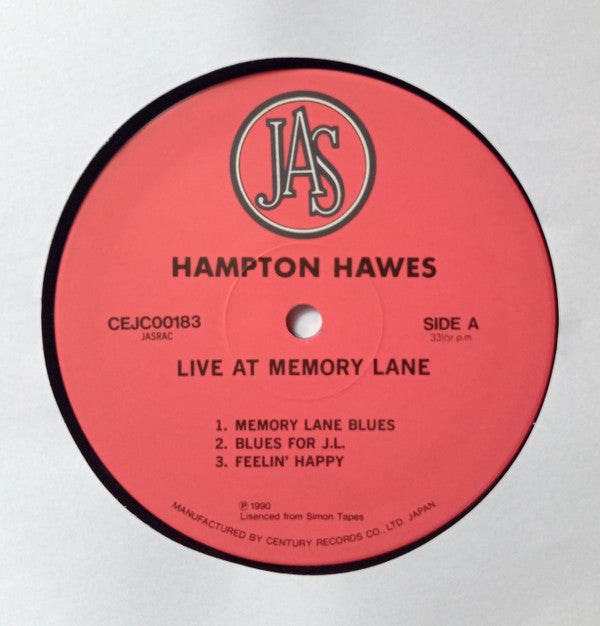 JAS
HAMPTON HAWES
CEJC00183
JASRAC
SIDE A
33⅓r.p.m.
LIVE AT MEMORY LANE
1. MEMORY LANE BLUES
2. BLUES FOR J.L.
3. FEELIN' HAPPY
Ⓟ1990
Lisenced from Simon Tapes
MANUFACTURED BY CENTURY RECORDS CO., LTD. JAPAN.